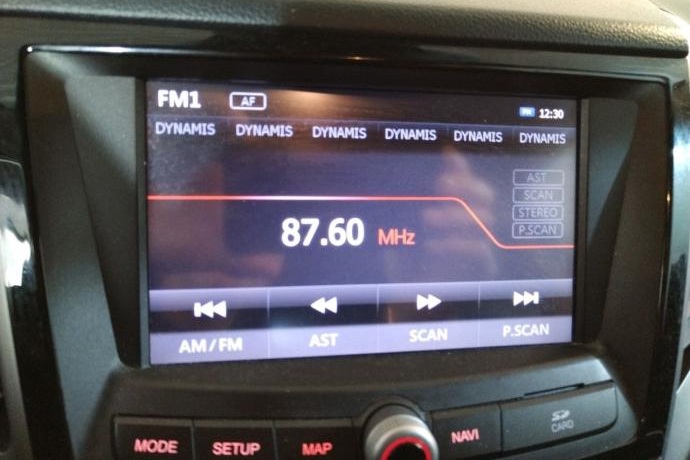 FM1 AF PM 12:30
DYNAMIS DYNAMIS DYNAMIS DYNAMIS DYNAMIS DYNAMIS
AST
SCAN
STEREO
P.SCAN
87.60 MHz
AM/FM AST SCAN P.SCAN
MODE SETUP MAP NAVI SD CARD